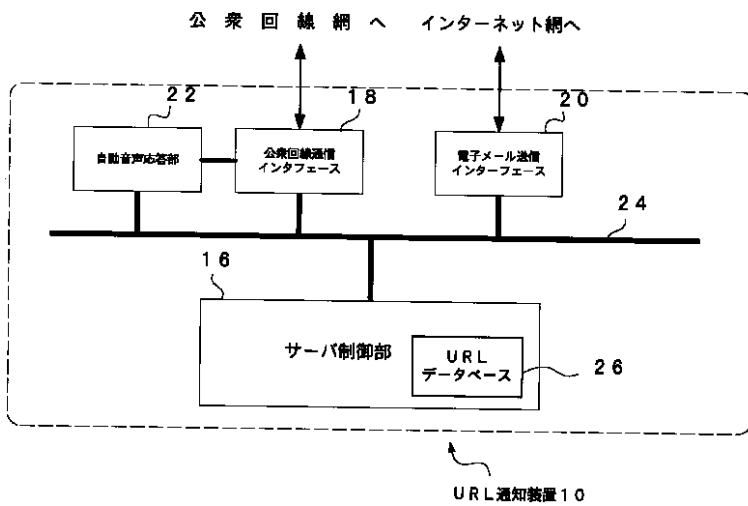 公衆回線網へ インターネット網へ
22
18
20
自動音声応答部
公衆回線通信
インタフェース
電子メール送信
インターフェース
24
16
サーバ制御部
URL
データベース
26
URL通知装置10